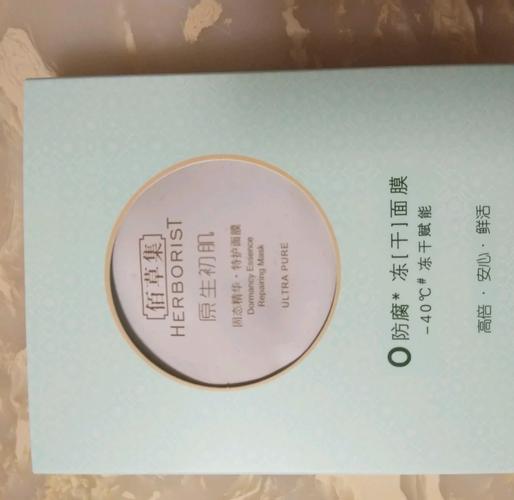 佰草集
HERBORIST
原生初肌
固态精华·特护面膜
Dormancy Essence
Repairing Mask
ULTRA PURE
0防腐* 冻[干]面膜
-40℃# 冻干赋能
高倍·安心·鲜活